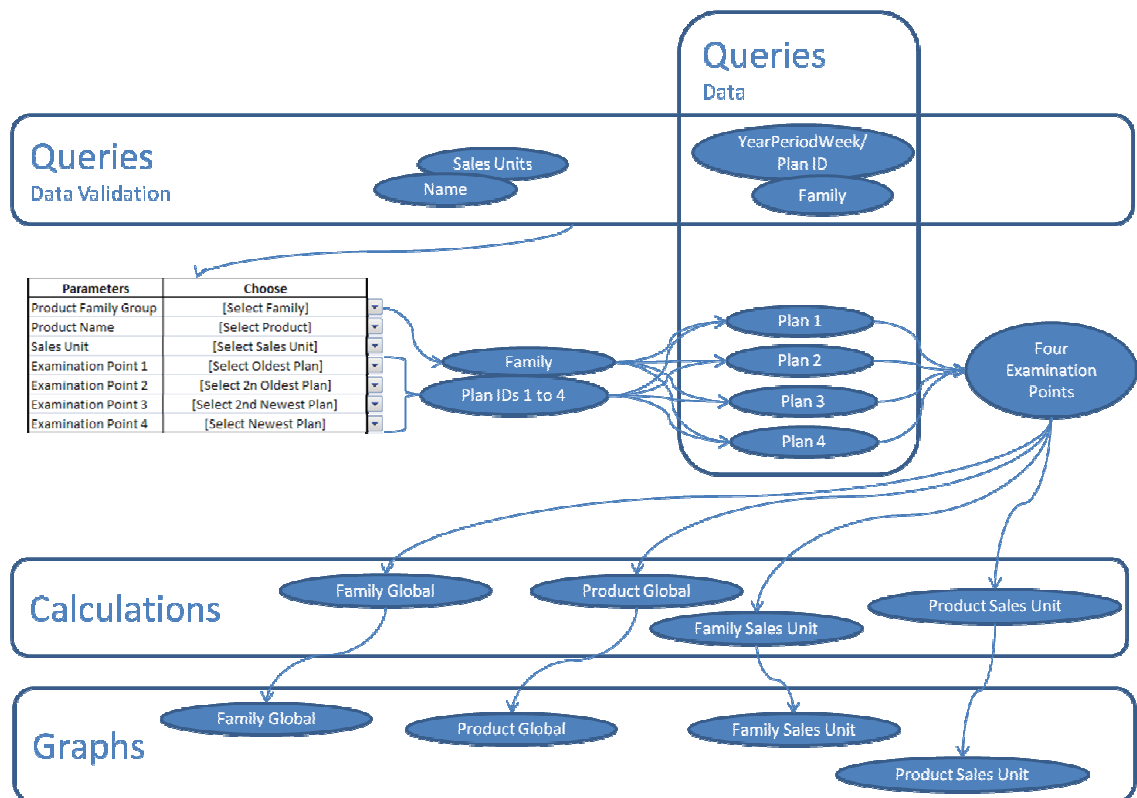 Queries
Data
Queries
Data Validation
Sales Units
Name
YearPeriodWeek/
Plan ID
Family
Parameters Choose
Product Family Group [Select Family]
Product Name [Select Product]
Sales Unit [Select Sales Unit]
Examination Point 1 [Select Oldest Plan]
Examination Point 2 [Select 2n Oldest Plan]
Examination Point 3 [Select 2nd Newest Plan]
Examination Point 4 [Select Newest Plan]
Family
Plan IDs 1 to 4
Plan 1
Plan 2
Plan 3
Plan 4
Four
Examination
Points
Calculations
Family Global
Product Global
Family Sales Unit
Product Sales Unit
Graphs
Family Global
Product Global
Family Sales Unit
Product Sales Unit